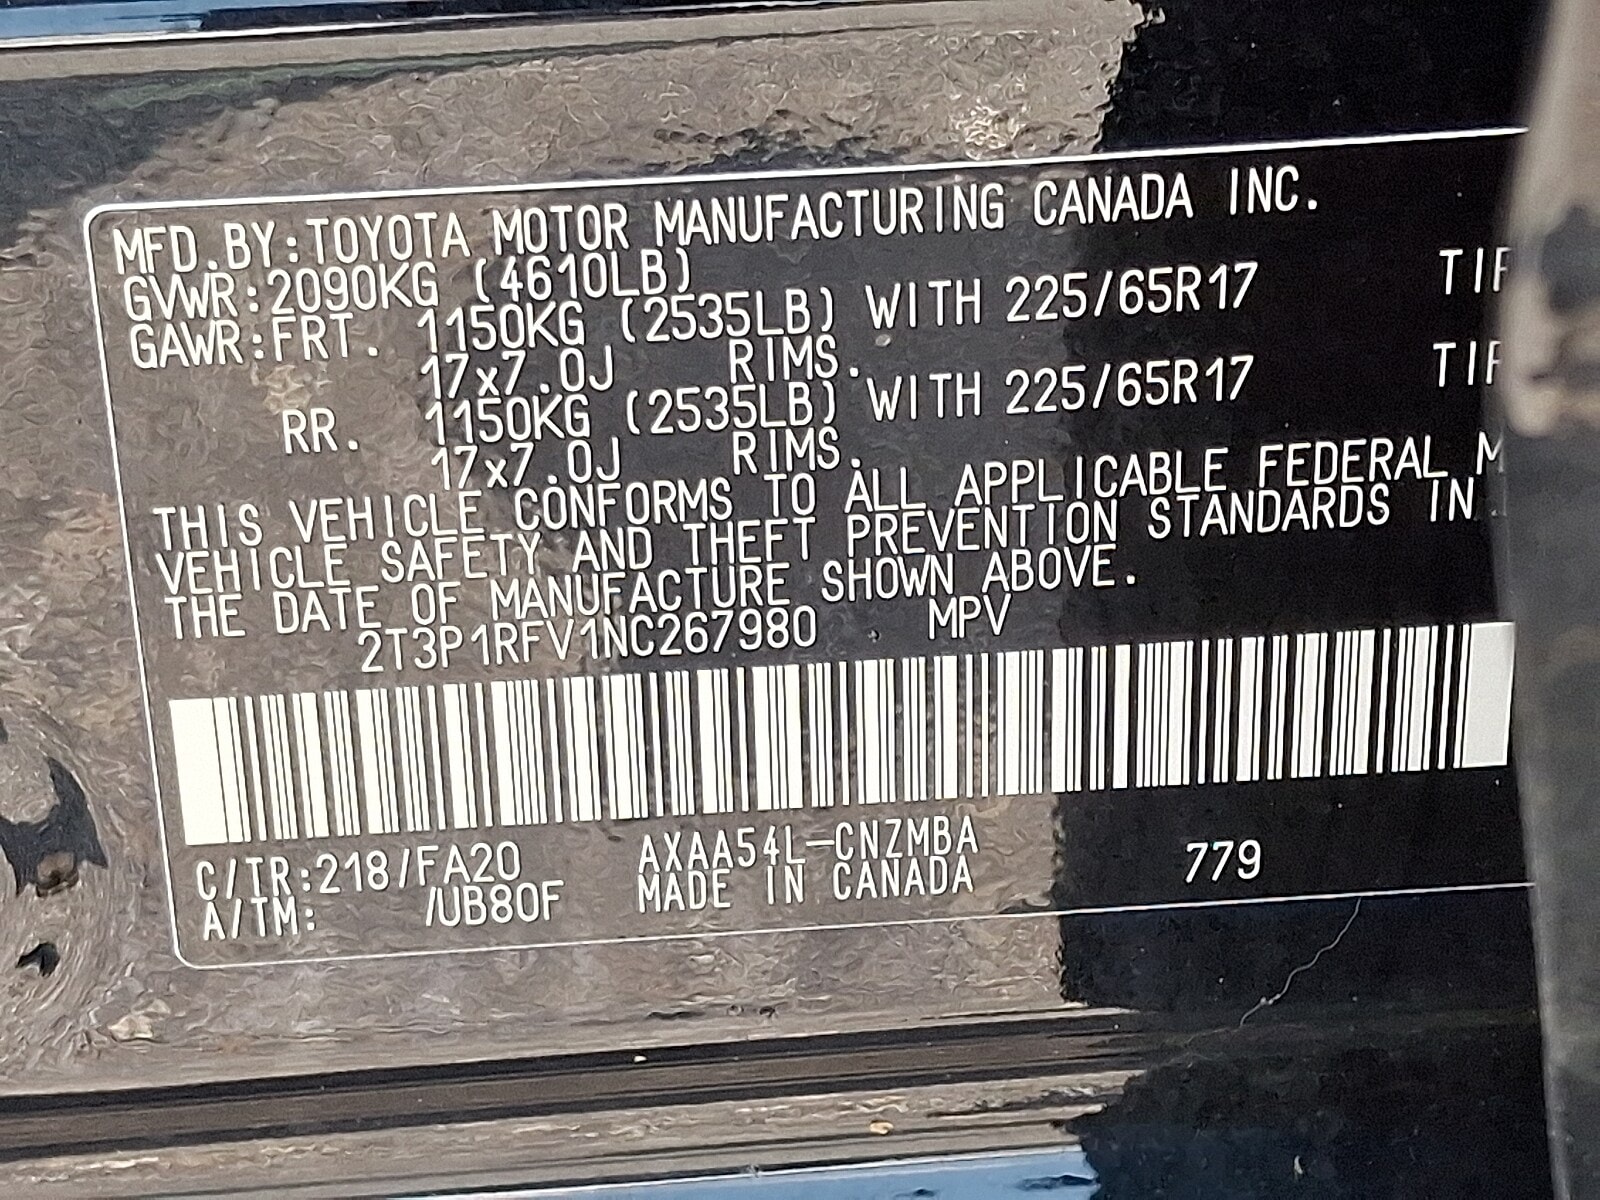 MFD.BY:TOYOTA MOTOR MANUFACTURING CANADA INC.
GVWR:2090KG (4610LB)
GAWR:FRT. 1150KG (2535LB) WITH 225/65R17
17x7.0J RIMS.
RR. 1150KG (2535LB) WITH 225/65R17
17x7.0J RIMS.
THIS VEHICLE CONFORMS TO ALL APPLICABLE FEDERAL
VEHICLE SAFETY AND THEFT PREVENTION STANDARDS IN
THE DATE OF MANUFACTURE SHOWN ABOVE.
2T3P1RFV1NC267980 MPV
C/TR:218/FA20 AXAA54L-CNZMBA 779
A/TM: /UB80F MADE IN CANADA